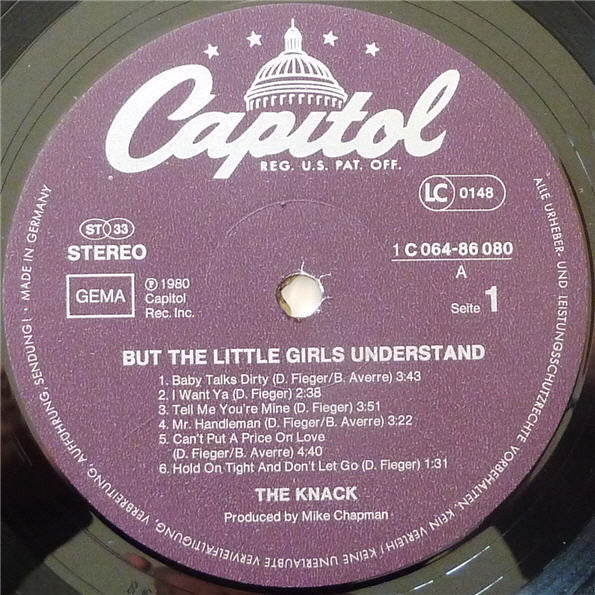 Capitol
REG. U.S. PAT. OFF.
LC 0148
ST 33
STEREO
1 C 064-86 080
A
GEMA
℗ 1980
Capitol
Rec. Inc.
Seite 1
BUT THE LITTLE GIRLS UNDERSTAND
1. Baby Talks Dirty (D. Fieger/B. Averre) 3:43
2. I Want Ya (D. Fieger) 2:38
3. Tell Me You're Mine (D. Fieger) 3:51
4. Mr. Handleman (D. Fieger/B. Averre) 3:22
5. Can't Put A Price On Love
(D. Fieger/B. Averre) 4:40
6. Hold On Tight And Don't Let Go (D. Fieger) 1:31
THE KNACK
Produced by Mike Chapman
ALLE URHEBER- UND LEISTUNGSSCHUTZRECHTE VORBEHALTEN. KEIN VERLEIH! KEINE UNERLAUBTE VERVIELFÄLTIGUNG, VERBREITUNG, AUFFÜHRUNG, SENDUNG! · MADE IN GERMANY